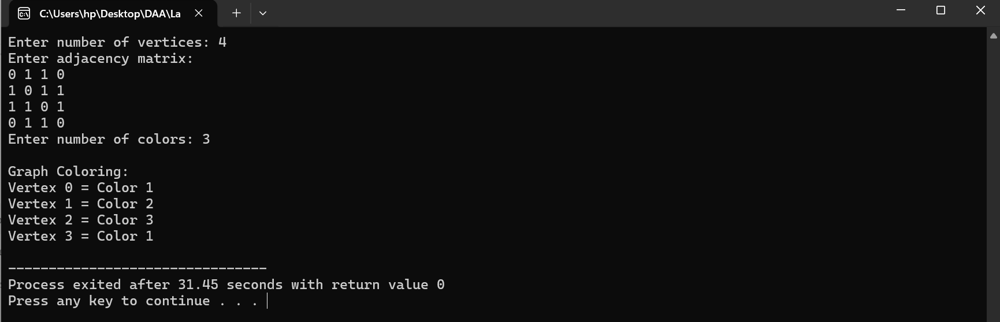 C:\Users\hp\Desktop\DAA\La
Enter number of vertices: 4
Enter adjacency matrix:
0 1 1 0
1 0 1 1
1 1 0 1
0 1 1 0
Enter number of colors: 3
Graph Coloring:
Vertex 0 = Color 1
Vertex 1 = Color 2
Vertex 2 = Color 3
Vertex 3 = Color 1
--------------------------------
Process exited after 31.45 seconds with return value 0
Press any key to continue . . .